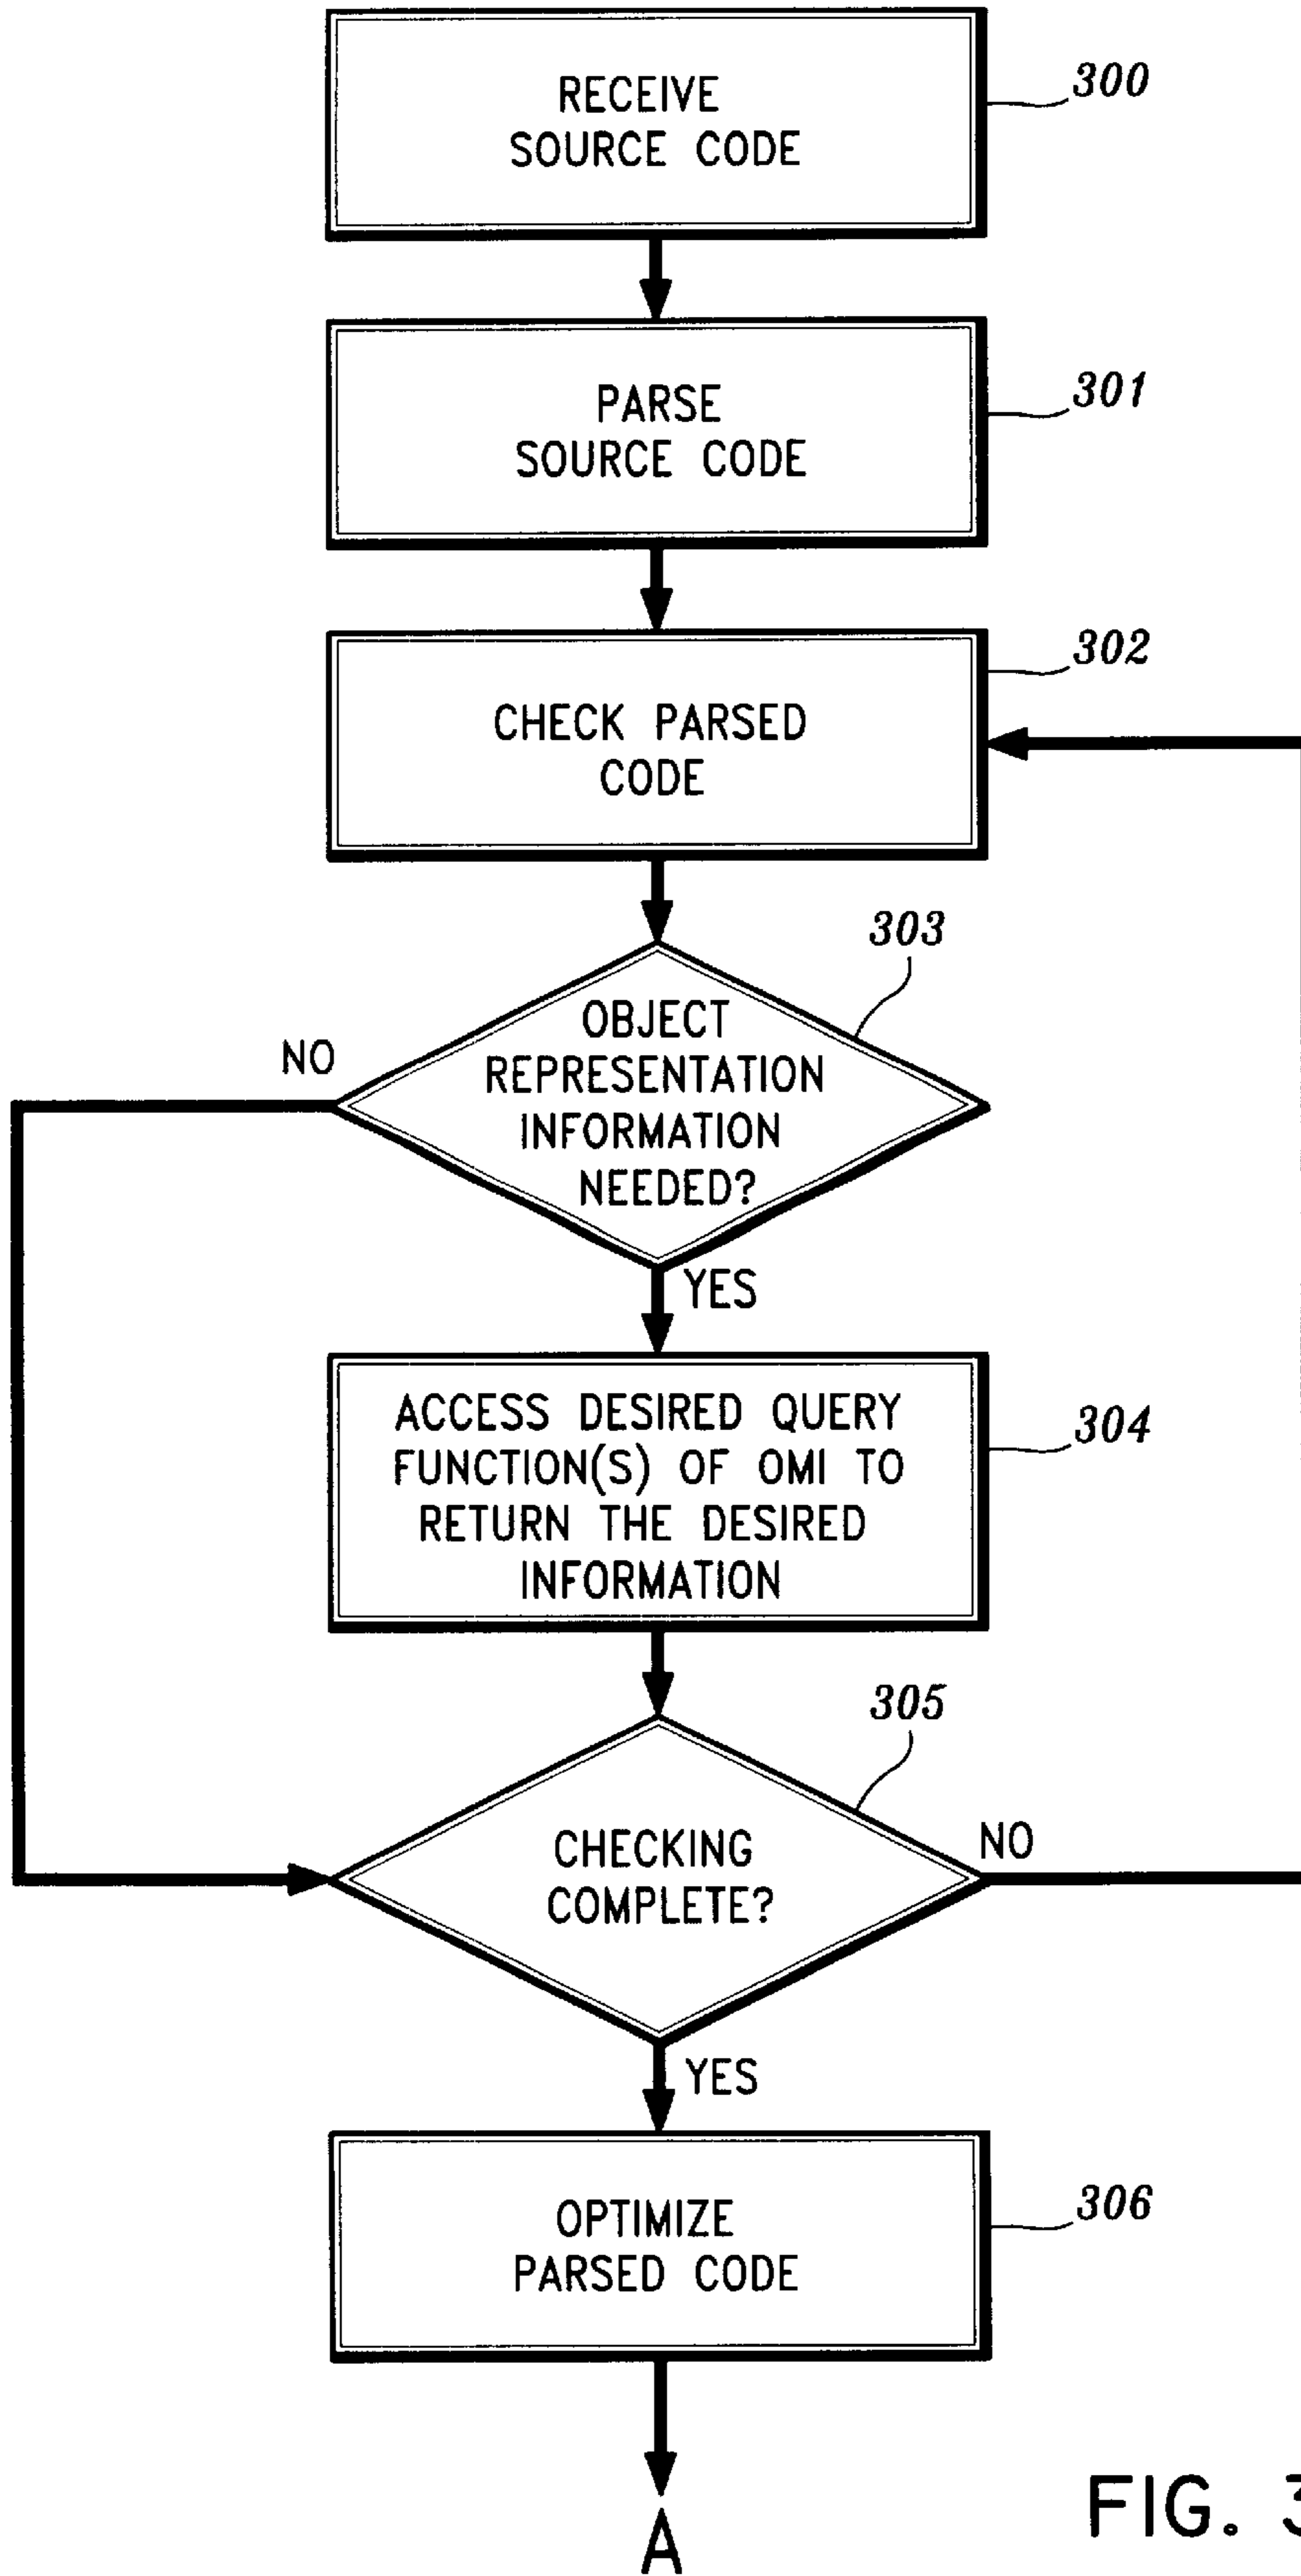 RECEIVE
SOURCE CODE
300
PARSE
SOURCE CODE
301
302
CHECK PARSED
CODE
303
OBJECT
REPRESENTATION
INFORMATION
NEEDED?
NO
YES
ACCESS DESIRED QUERY
FUNCTION(S) OF OMI TO
RETURN THE DESIRED
INFORMATION
304
305
CHECKING
COMPLETE?
NO
YES
OPTIMIZE
PARSED CODE
306
A
FIG. 3